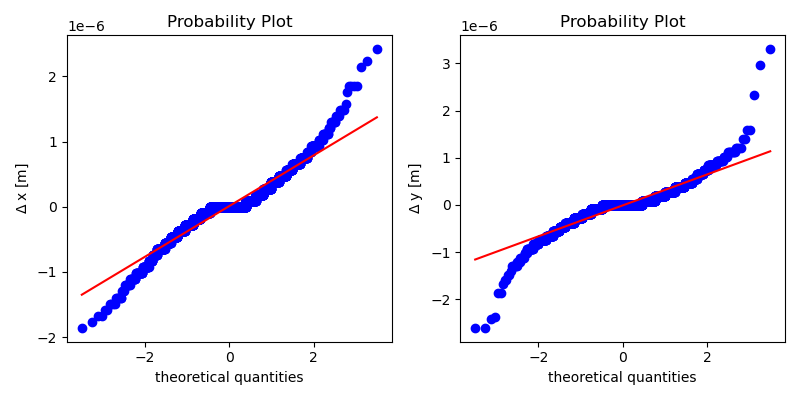 Probability Plot
1e−6
2
1
0
−1
−2
Δ x [m]
−2
0
2
theoretical quantities
Probability Plot
1e−6
3
2
1
0
−1
−2
Δ y [m]
−2
0
2
theoretical quantities